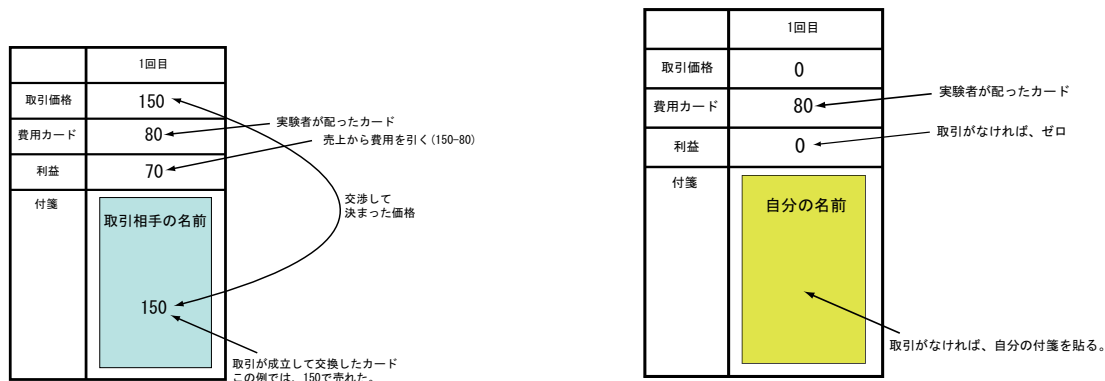 1回目
取引価格
150
費用カード
80
利益
70
付箋
取引相手の名前
150
実験者が配ったカード
売上から費用を引く(150-80)
交渉して
決まった価格
取引が成立して交換したカード
この例では、150で売れた。
1回目
取引価格
0
費用カード
80
利益
0
付箋
自分の名前
実験者が配ったカード
取引がなければ、ゼロ
取引がなければ、自分の付箋を貼る。